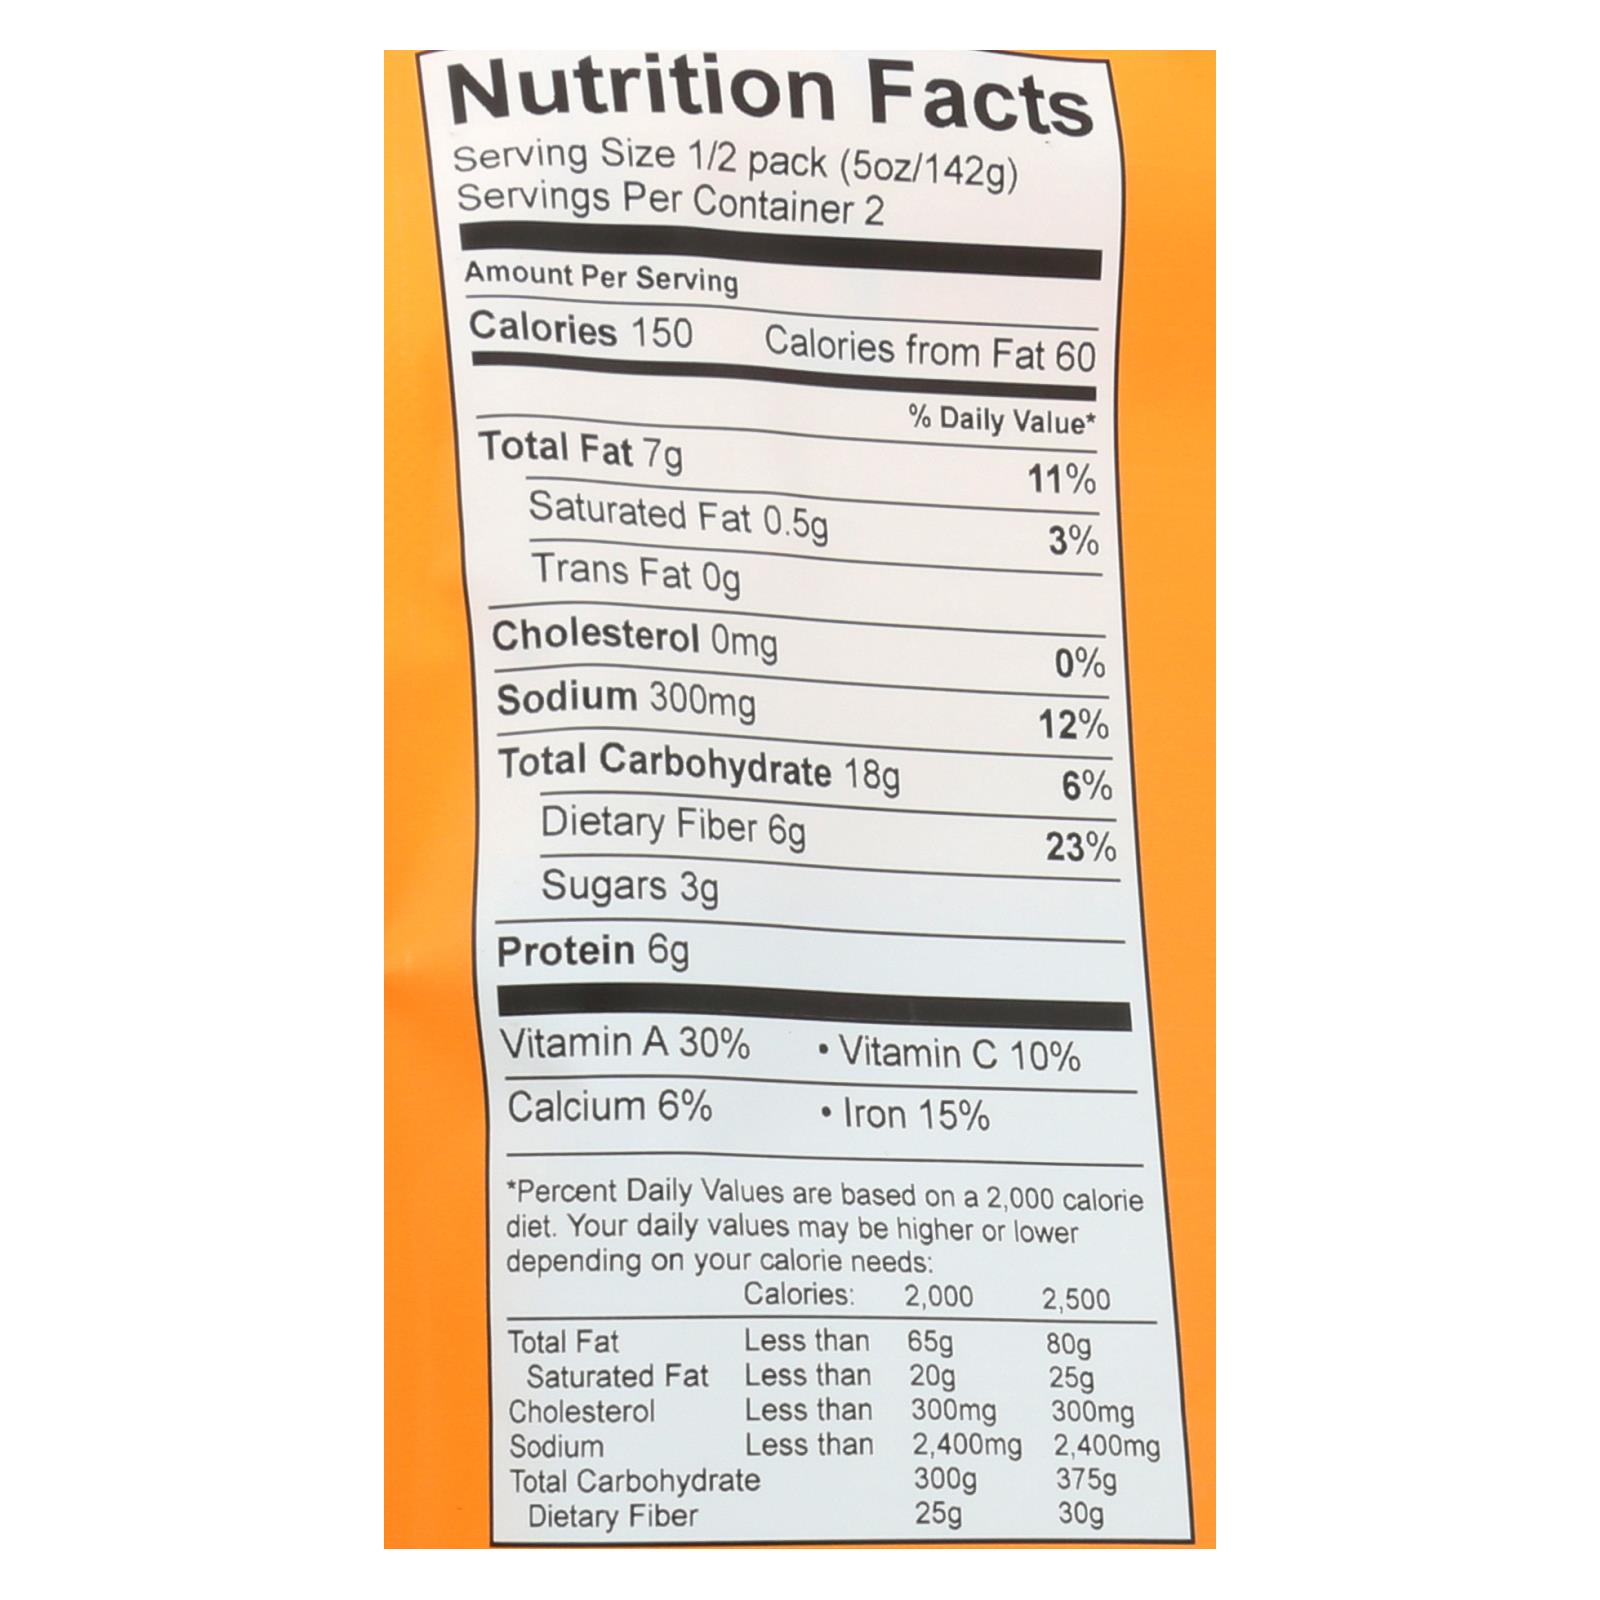 Nutrition Facts
Serving Size 1/2 pack (5oz/142g)
Servings Per Container 2
Amount Per Serving
Calories 150 Calories from Fat 60
% Daily Value*
Total Fat 7g 11%
Saturated Fat 0.5g 3%
Trans Fat 0g
Cholesterol 0mg 0%
Sodium 300mg 12%
Total Carbohydrate 18g 6%
Dietary Fiber 6g 23%
Sugars 3g
Protein 6g
Vitamin A 30% • Vitamin C 10%
Calcium 6% • Iron 15%
*Percent Daily Values are based on a 2,000 calorie
diet. Your daily values may be higher or lower
depending on your calorie needs:
Calories: 2,000 2,500
Total Fat Less than 65g 80g
Saturated Fat Less than 20g 25g
Cholesterol Less than 300mg 300mg
Sodium Less than 2,400mg 2,400mg
Total Carbohydrate 300g 375g
Dietary Fiber 25g 30g